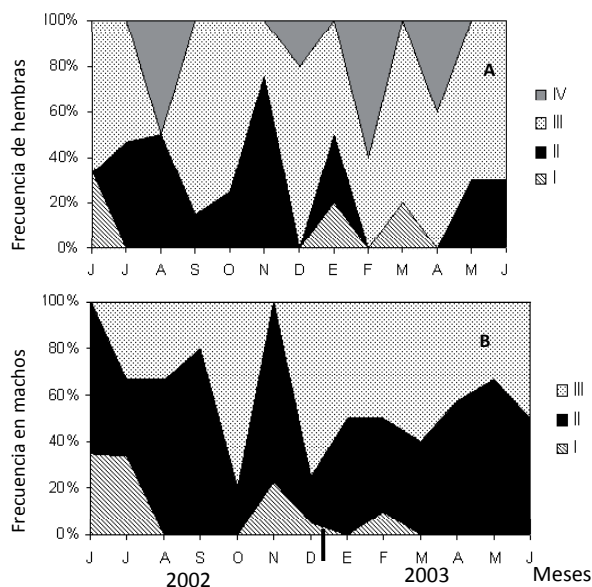 Frecuencia de hembras
100%
80%
60%
40%
20%
0%
A
IV
III
II
I
J J A S O N D E F M A M J
Frecuencia en machos
100%
80%
60%
40%
20%
0%
B
III
II
I
J J A S O N D E F M A M J
Meses
2002 2003